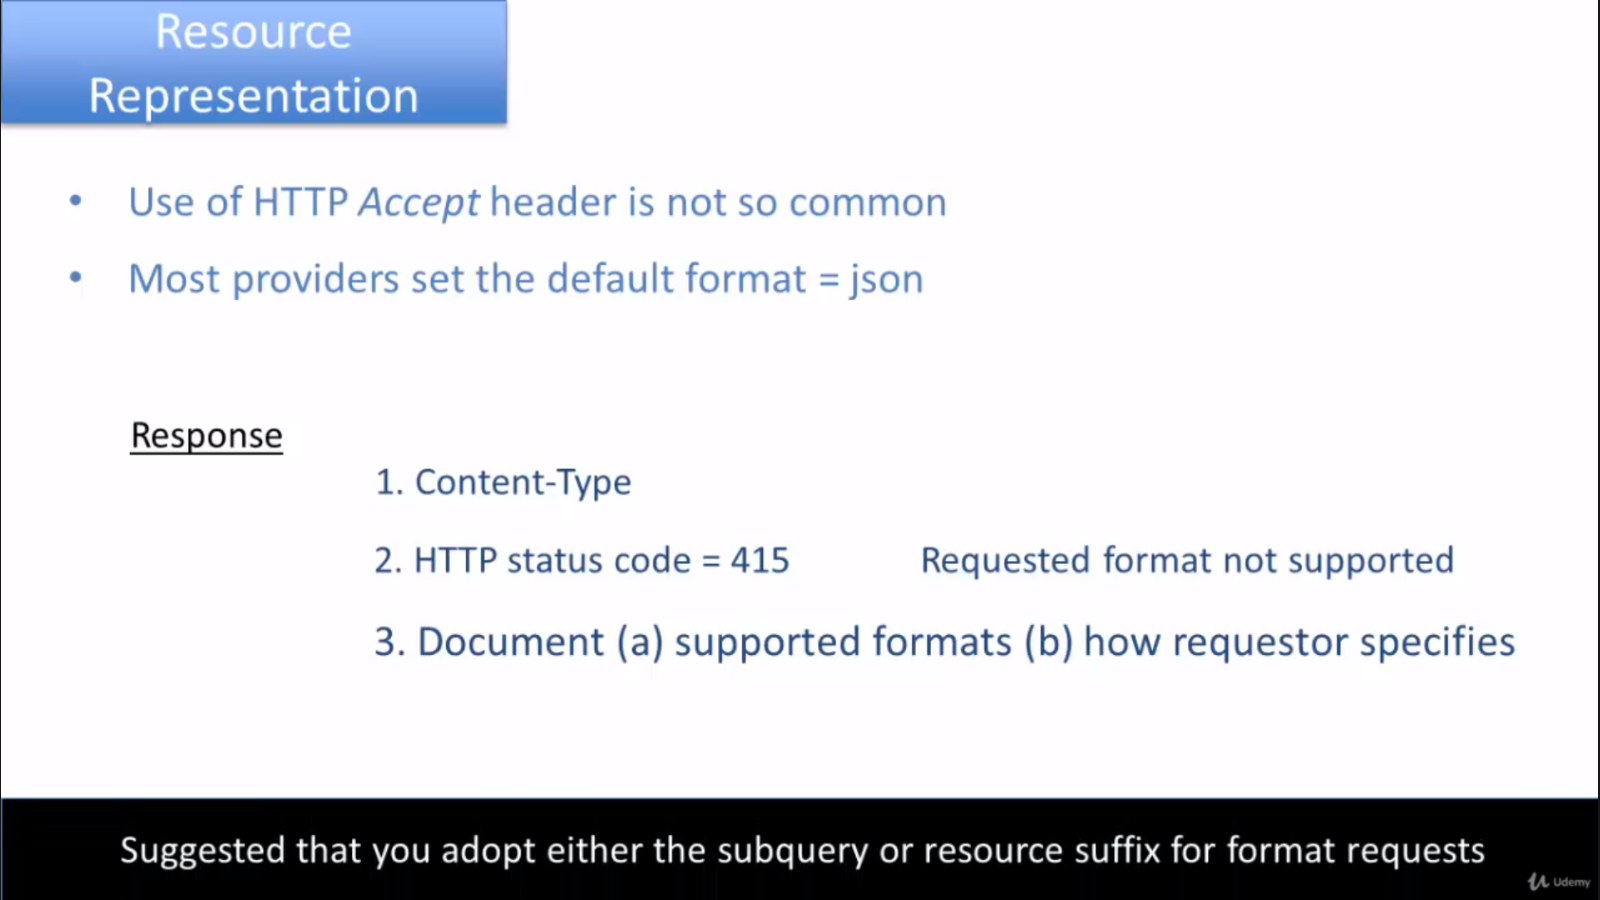 Resource
Representation
• Use of HTTP Accept header is not so common
• Most providers set the default format = json
Response
1. Content-Type
2. HTTP status code = 415 Requested format not supported
3. Document (a) supported formats (b) how requestor specifies
Suggested that you adopt either the subquery or resource suffix for format requests
Udemy